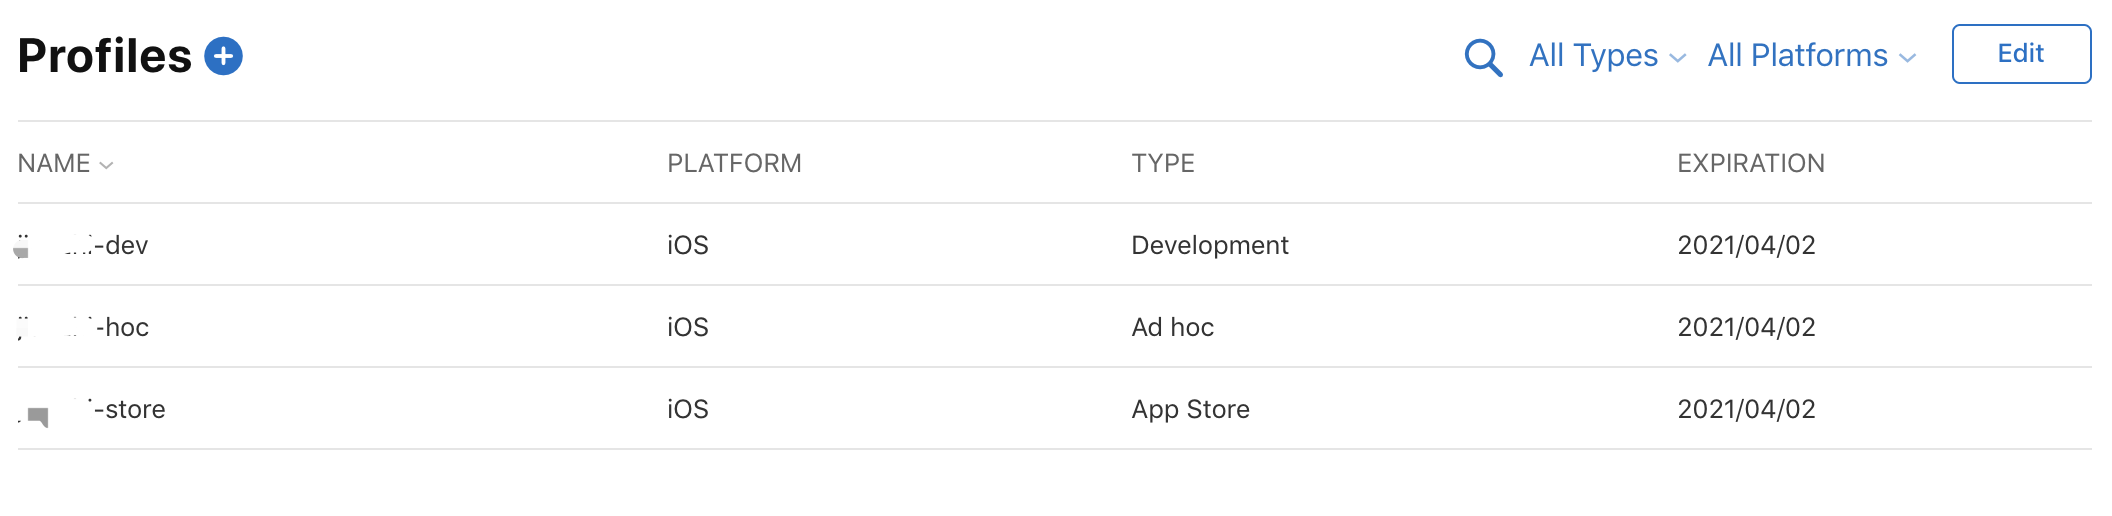 Profiles All Types All Platforms Edit
NAME PLATFORM TYPE EXPIRATION
-dev iOS Development 2021/04/02
-hoc iOS Ad hoc 2021/04/02
-store iOS App Store 2021/04/02